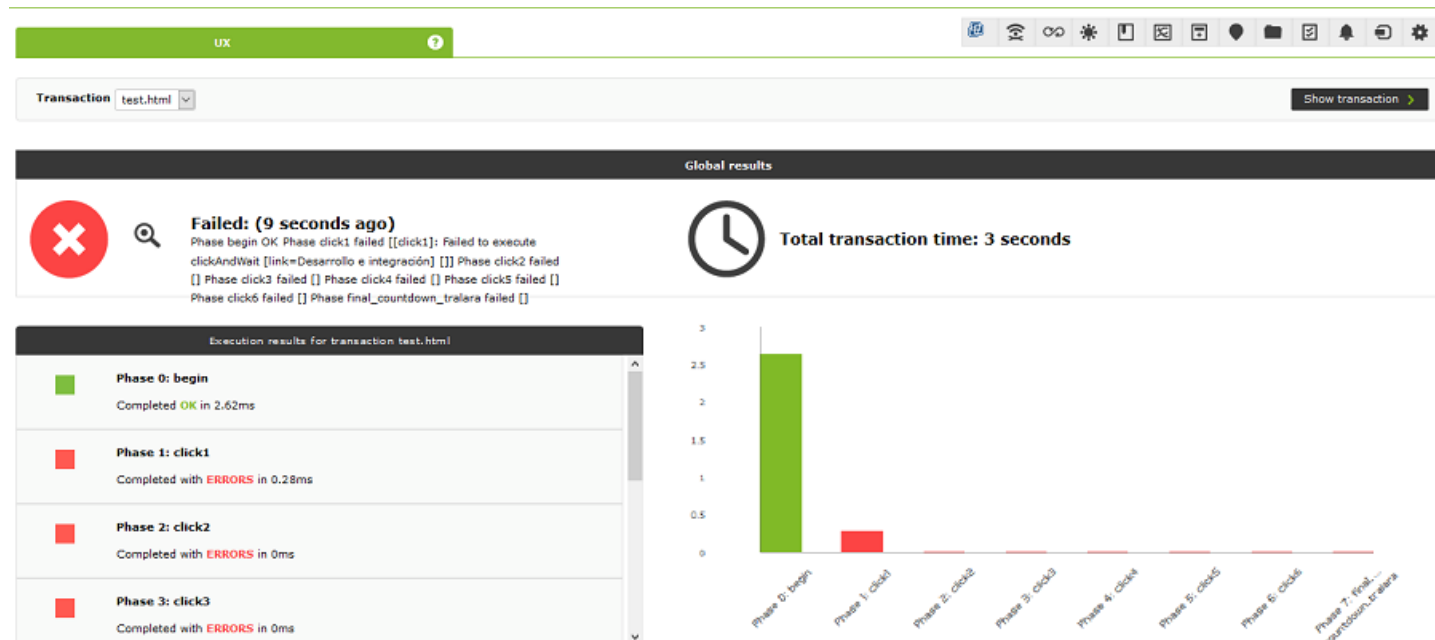 UX
?
Transaction test.html
Show transaction
Global results
Failed: (9 seconds ago)
Phase begin OK Phase click1 failed [[click1]: Failed to execute
clickAndWait [link=Desarrollo e integración] []] Phase click2 failed
[] Phase click3 failed [] Phase click4 failed [] Phase click5 failed []
Phase click6 failed [] Phase final_countdown_tralara failed []
Total transaction time: 3 seconds
Execution results for transaction test.html
Phase 0: begin
Completed OK in 2.62ms
Phase 1: click1
Completed with ERRORS in 0.28ms
Phase 2: click2
Completed with ERRORS in 0ms
Phase 3: click3
Completed with ERRORS in 0ms
3
2.5
2
1.5
1
0.5
0
Phase 0: begin
Phase 1: click1
Phase 2: click2
Phase 3: click3
Phase 4: click4
Phase 5: click5
Phase 6: click6
Phase 7: final....
countdown.tralara